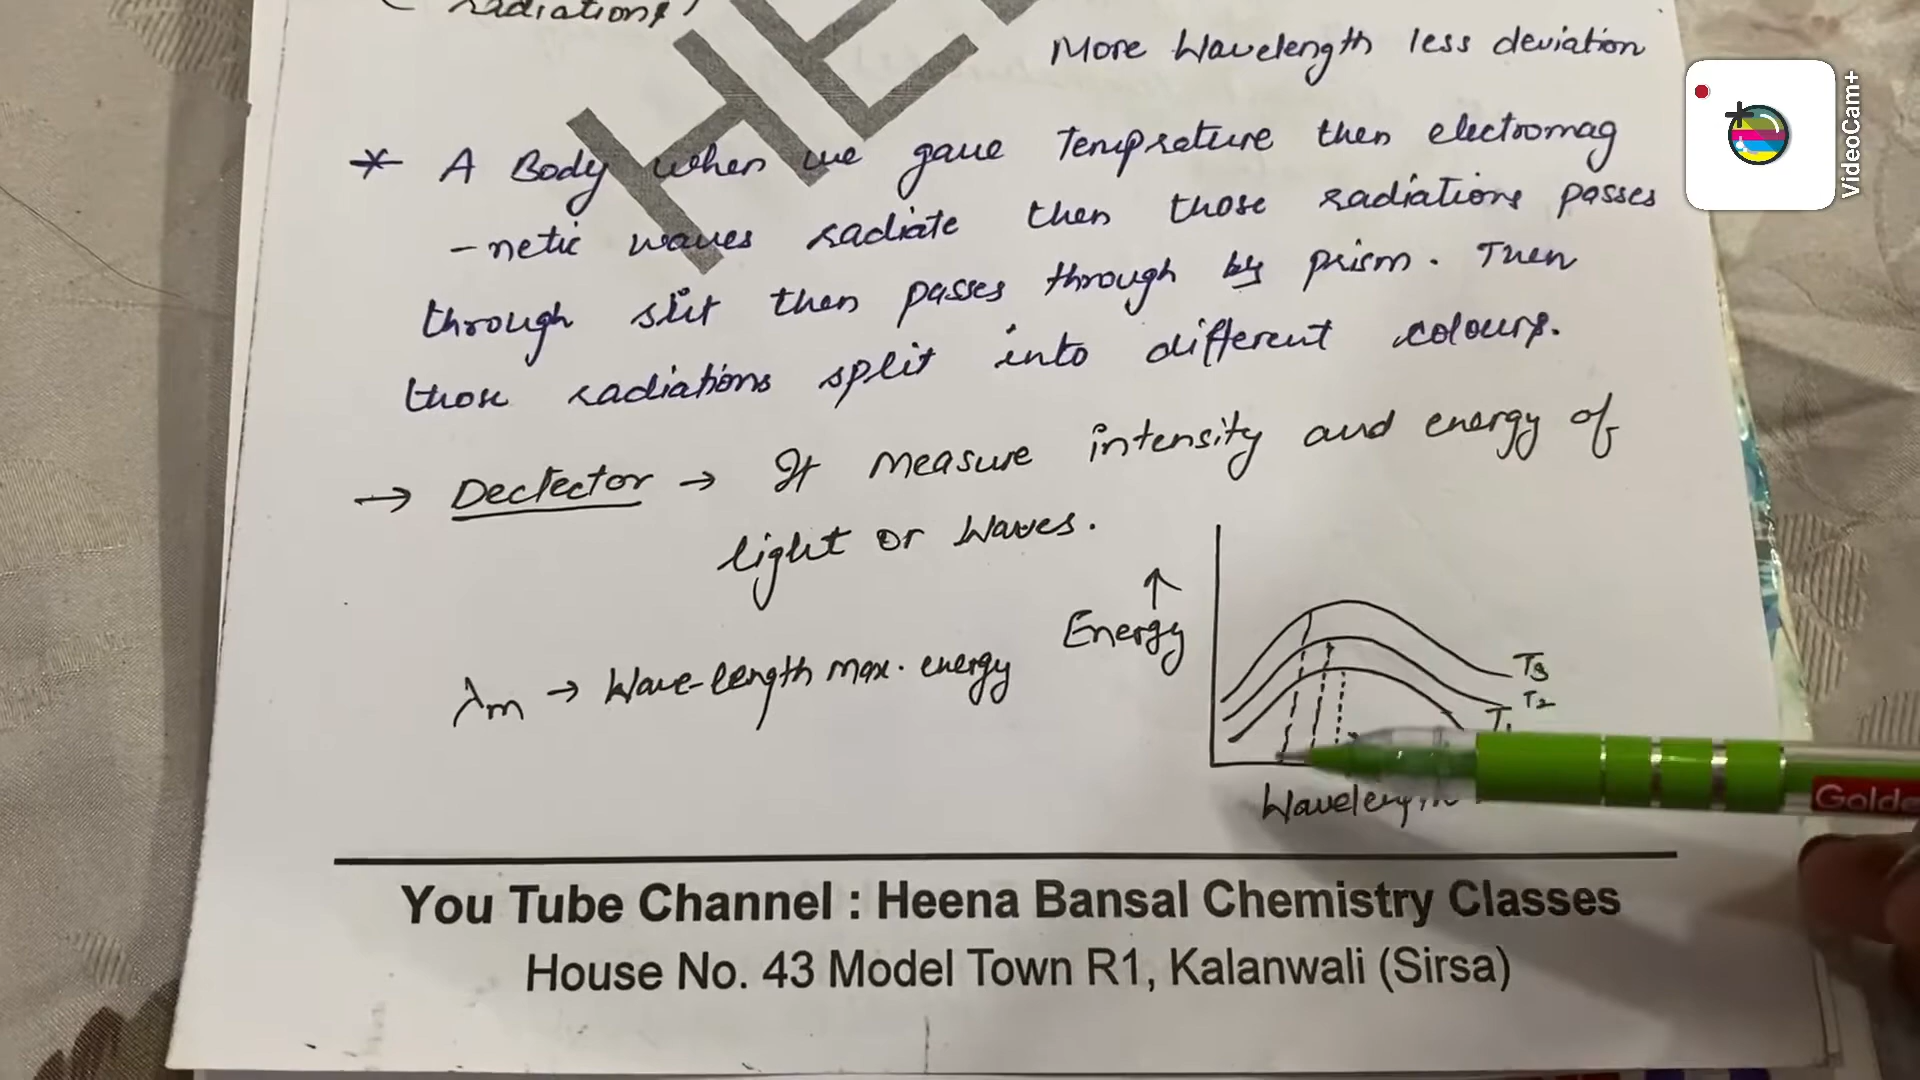 ( radiations)
More Wavelength less deviation
* A Body when we gave Temprature then electromag
-netic waves radiate then those radiations passes
through slit then passes through by prism. Then
those radiations split into different colours.
→ Dectector → It measure intensity and energy of
light or Waves.
↑
Energy
λm → Wave-length max. energy
T3
T2
T1
Wavelength
You Tube Channel : Heena Bansal Chemistry Classes
House No. 43 Model Town R1, Kalanwali (Sirsa)
VideoCam+
Golde